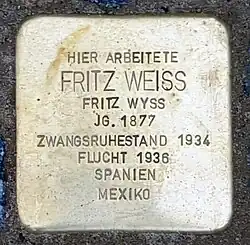 HIER ARBEITETE
FRITZ WEISS
FRITZ WYSS
JG. 1877
ZWANGSRUHESTAND 1934
FLUCHT 1936
SPANIEN
MEXIKO